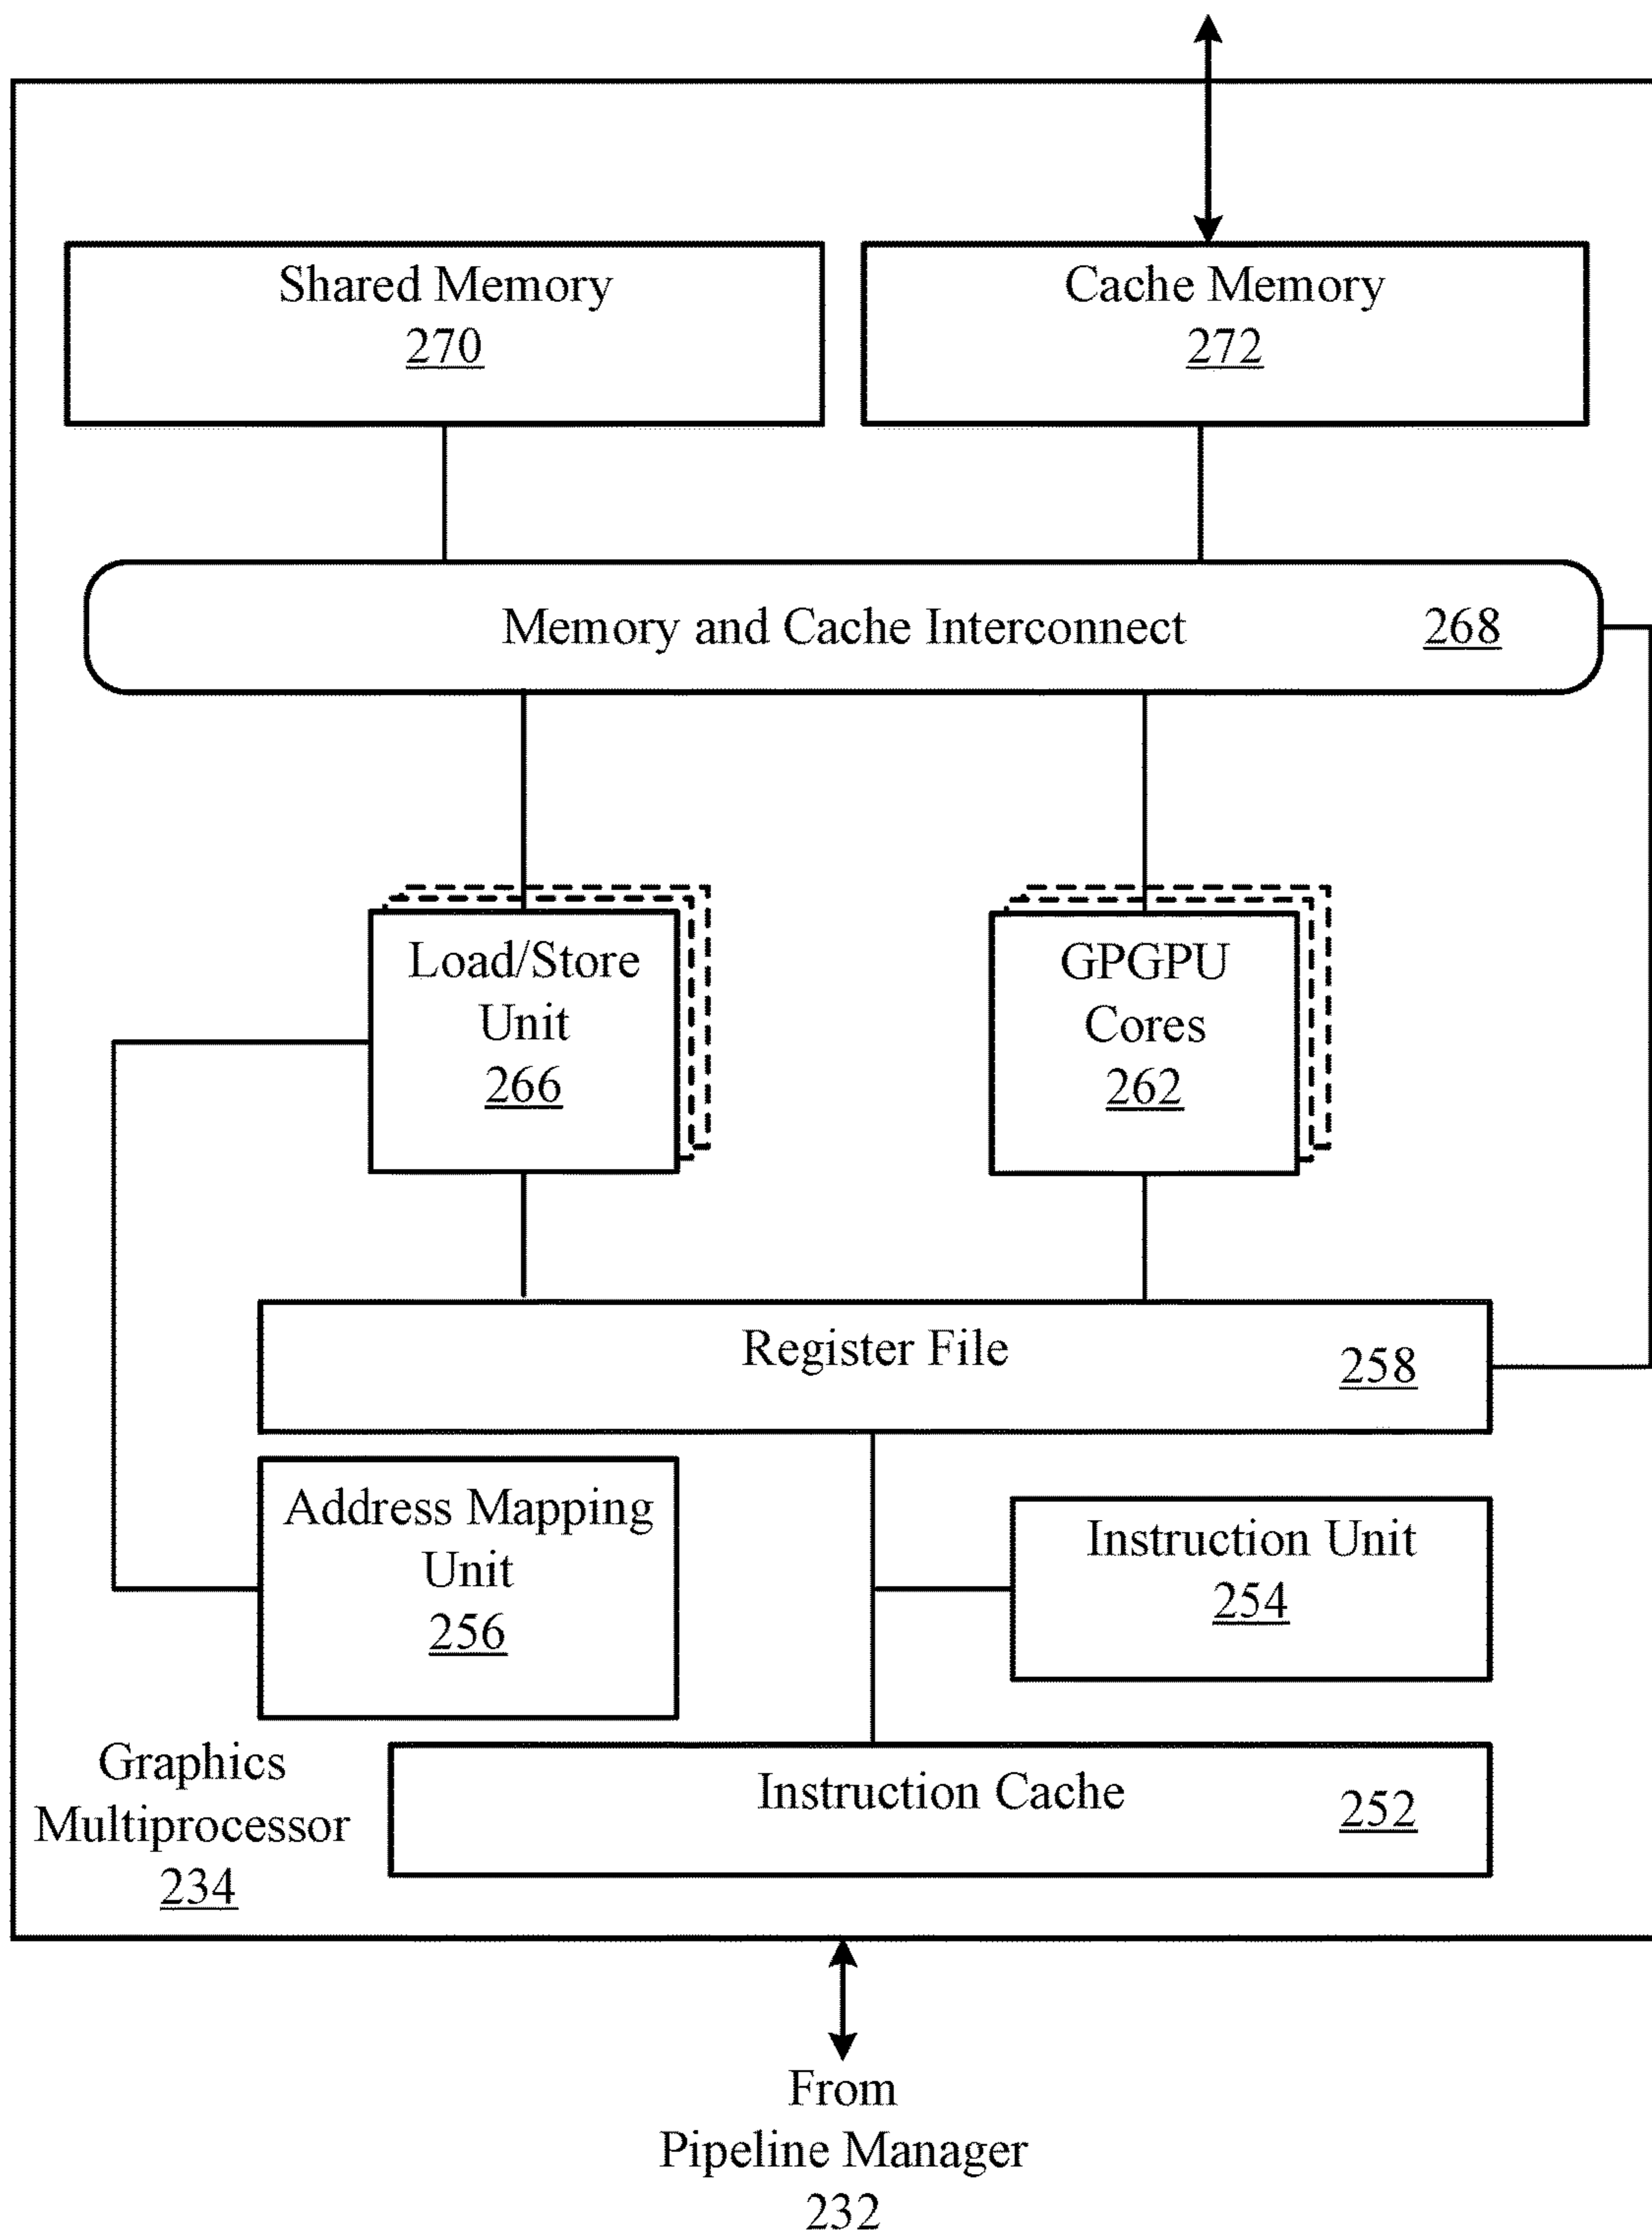 Shared Memory
270
Cache Memory
272
Memory and Cache Interconnect 268
Load/Store
Unit
266
GPGPU
Cores
262
Register File 258
Address Mapping
Unit
256
Instruction Unit
254
Graphics
Multiprocessor
234
Instruction Cache 252
From
Pipeline Manager
232